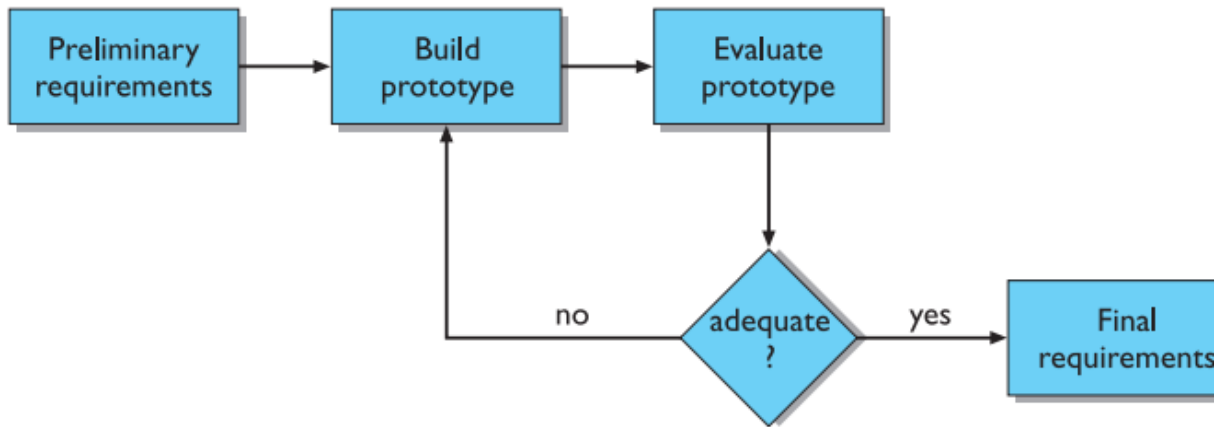 Preliminary
requirements
Build
prototype
Evaluate
prototype
no
adequate
?
yes
Final
requirements